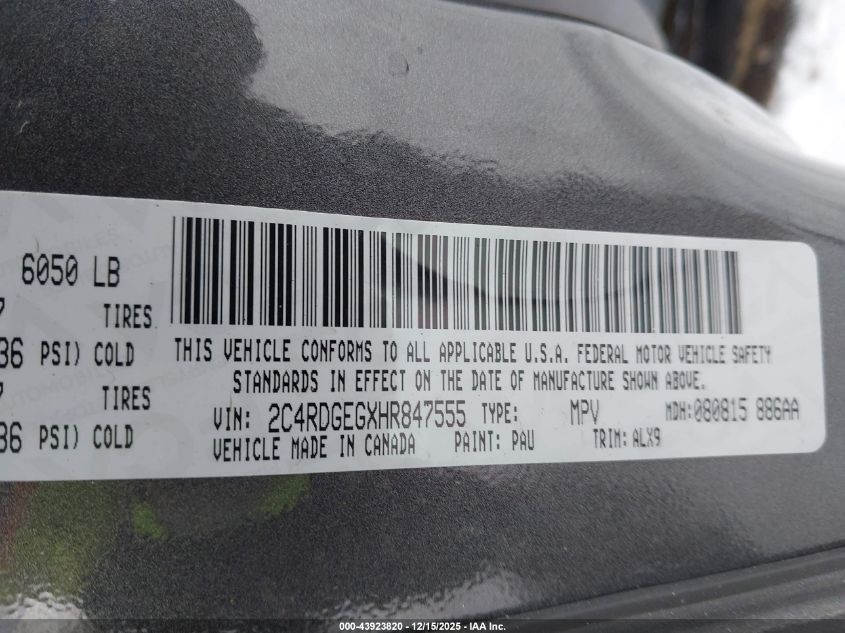 6050 LB
7 TIRES
36 PSI) COLD
7 TIRES
36 PSI) COLD
THIS VEHICLE CONFORMS TO ALL APPLICABLE U.S.A. FEDERAL MOTOR VEHICLE SAFETY
STANDARDS IN EFFECT ON THE DATE OF MANUFACTURE SHOWN ABOVE.
VIN: 2C4RDGEGXHR847555 TYPE: MPV MDH:080815 886AA
VEHICLE MADE IN CANADA PAINT: PAU TRIM: ALX9
000-43923820 | 12/15/2025 - IAA Inc.